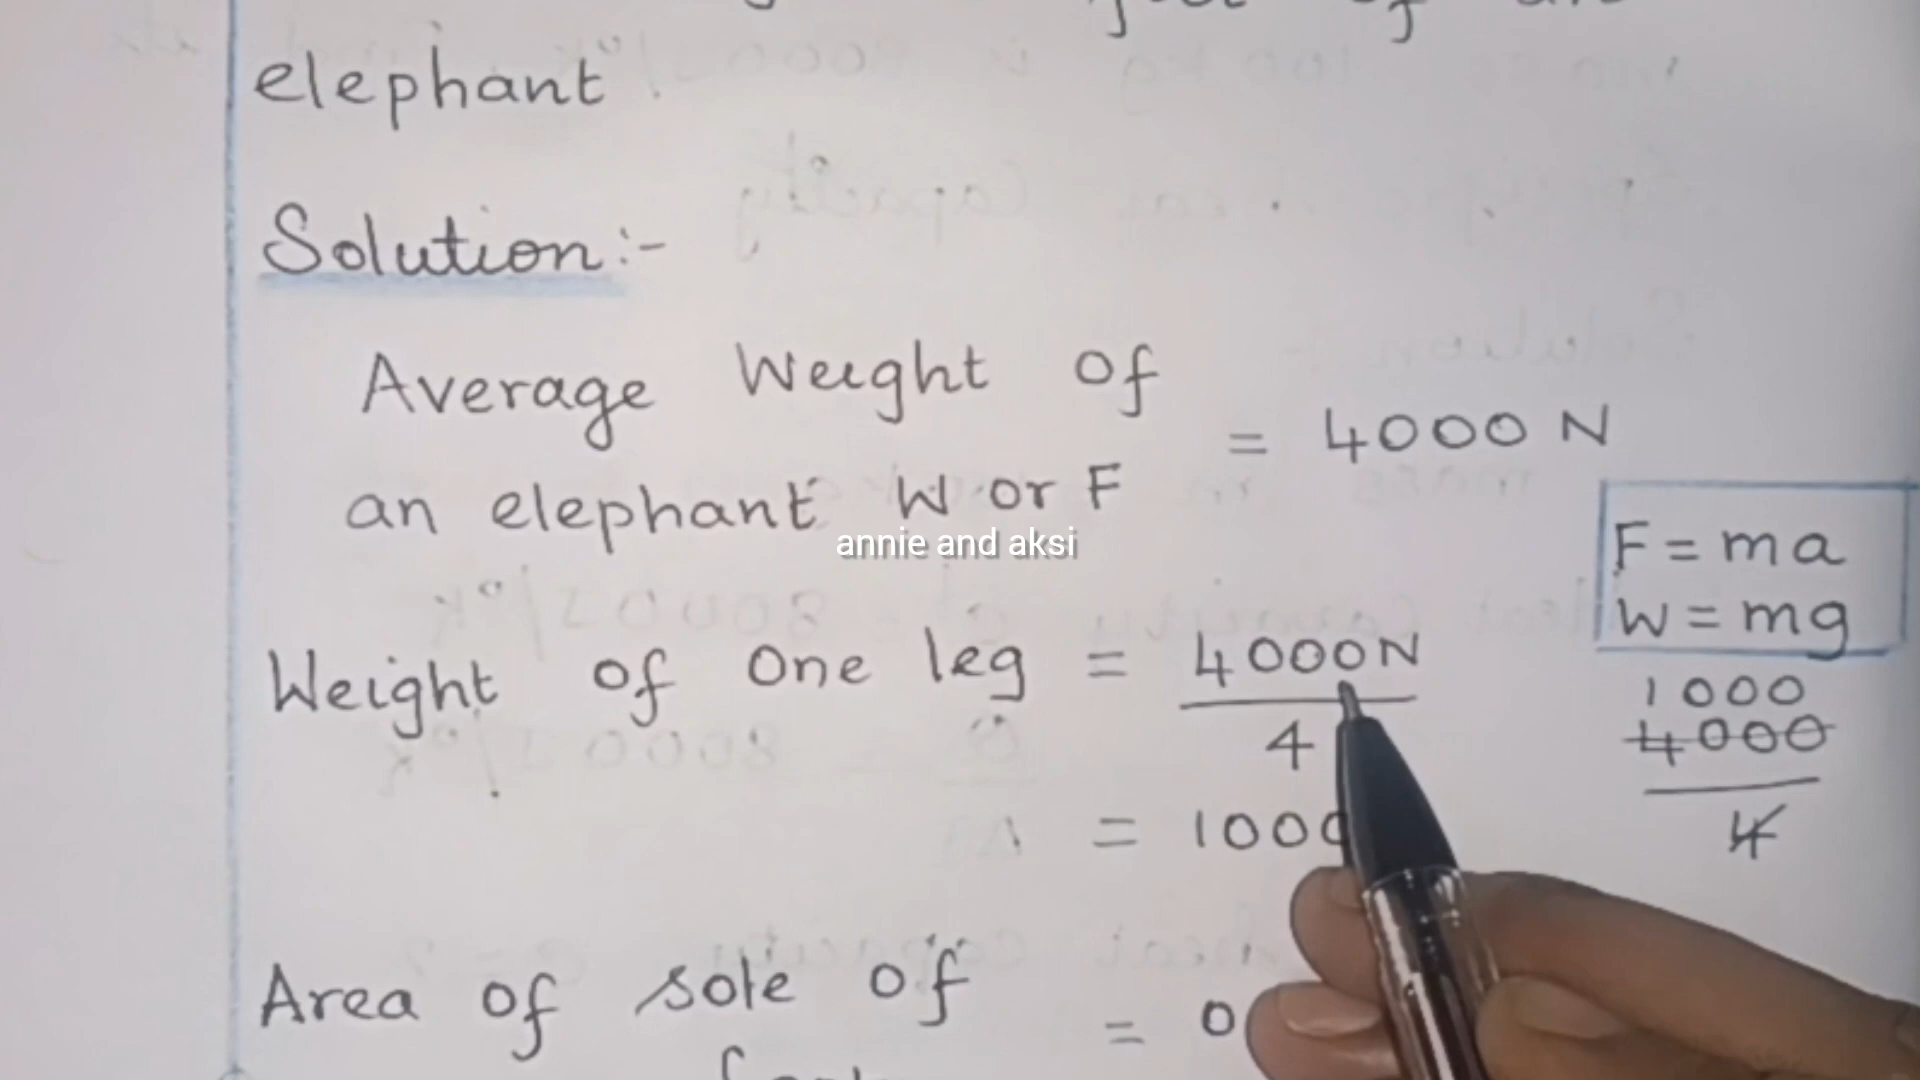 elephant.
Solution:-
Average Weight of
an elephant W or F = 4000 N
annie and aksi
F = ma
W = mg
Weight of One leg = 4000N
4
1000
4000
4
= 1000
Area of sole of
= 0